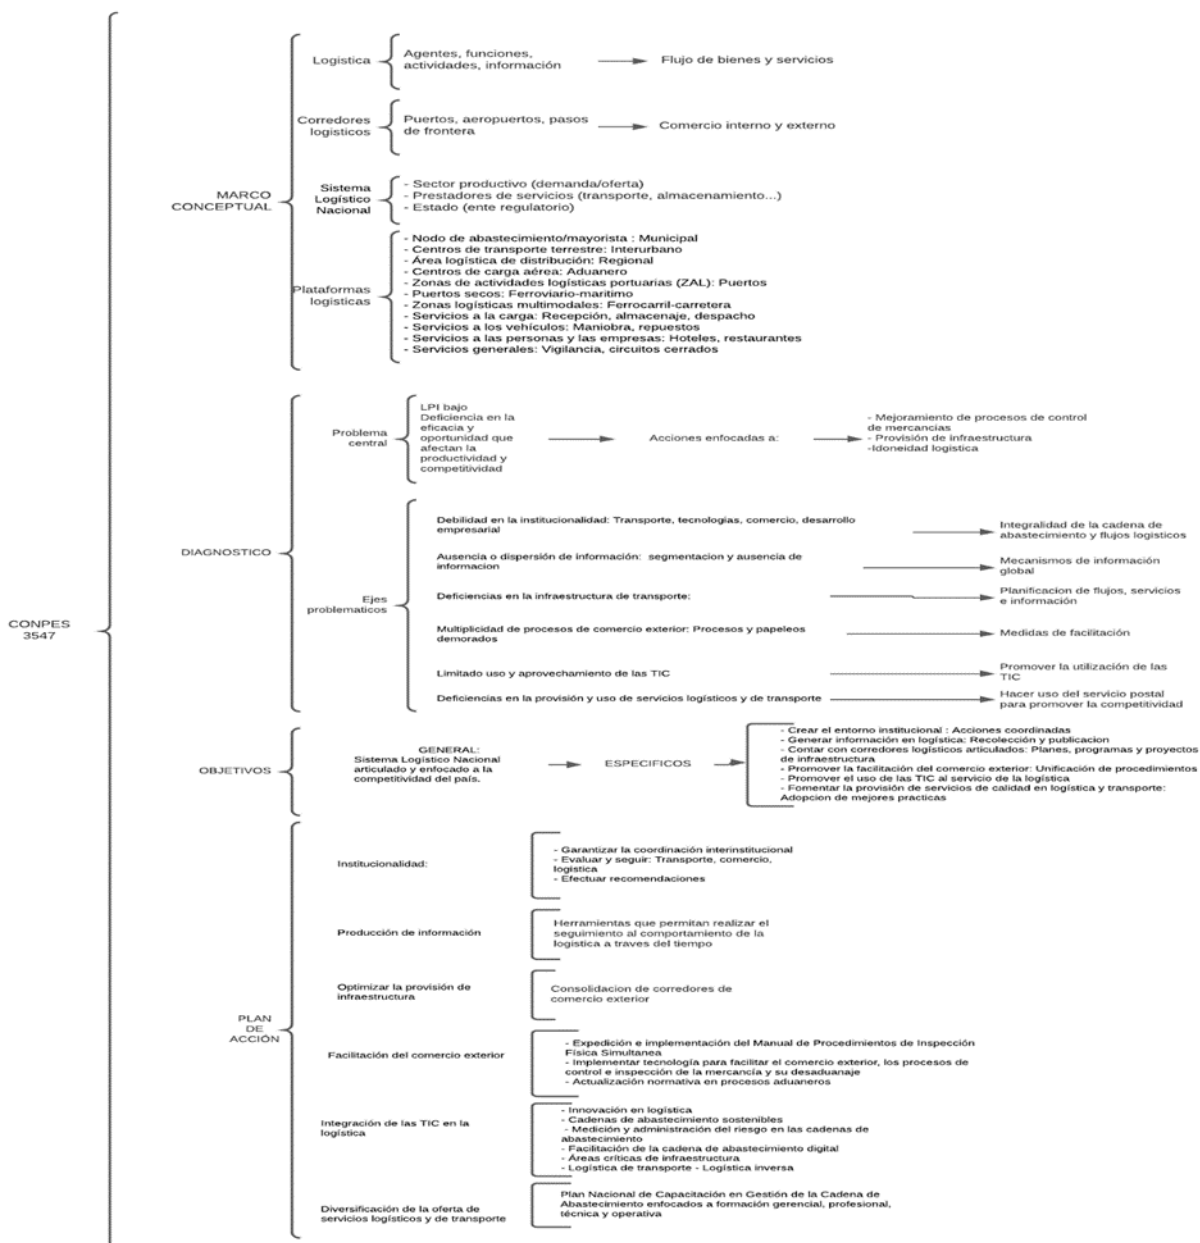 CONPES
3547
MARCO
CONCEPTUAL
Logistica
Agentes, funciones,
actividades, información
Flujo de bienes y servicios
Corredores
logisticos
Puertos, aeropuertos, pasos
de frontera
Comercio interno y externo
Sistema
Logístico
Nacional
- Sector productivo (demanda/oferta)
- Prestadores de servicios (transporte, almacenamiento...)
- Estado (ente regulatorio)
Plataformas
logísticas
- Nodo de abastecimiento/mayorista : Municipal
- Centros de transporte terrestre: Interurbano
- Área logística de distribución: Regional
- Centros de carga aérea: Aduanero
- Zonas de actividades logísticas portuarias (ZAL): Puertos
- Puertos secos: Ferroviario-maritimo
- Zonas logísticas multimodales: Ferrocarril-carretera
- Servicios a la carga: Recepción, almacenaje, despacho
- Servicios a los vehículos: Maniobra, repuestos
- Servicios a las personas y las empresas: Hoteles, restaurantes
- Servicios generales: Vigilancia, circuitos cerrados
DIAGNOSTICO
Problema
central
LPI bajo
Deficiencia en la
eficacia y
oportunidad que
afectan la
productividad y
competitividad
Acciones enfocadas a:
- Mejoramiento de procesos de control
de mercancias
- Provisión de infraestructura
-Idoneidad logistica
Ejes
problematicos
Debilidad en la institucionalidad: Transporte, tecnologias, comercio, desarrollo
empresarial
Integralidad de la cadena de
abastecimiento y flujos logisticos
Ausencia o dispersión de información: segmentacion y ausencia de
informacion
Mecanismos de información
global
Deficiencias en la infraestructura de transporte:
Planificacion de flujos, servicios
e información
Multiplicidad de procesos de comercio exterior: Procesos y papeleos
demorados
Medidas de facilitación
Limitado uso y aprovechamiento de las TIC
Promover la utilización de las
TIC
Deficiencias en la provisión y uso de servicios logísticos y de transporte
Hacer uso del servicio postal
para promover la competitividad
OBJETIVOS
GENERAL:
Sistema Logístico Nacional
articulado y enfocado a la
competitividad del país.
ESPECIFICOS
- Crear el entorno institucional : Acciones coordinadas
- Generar información en logística: Recolección y publicacion
- Contar con corredores logísticos articulados: Planes, programas y proyectos
de infraestructura
- Promover la facilitación del comercio exterior: Unificación de procedimientos
- Promover el uso de las TIC al servicio de la logística
- Fomentar la provisión de servicios de calidad en logística y transporte:
Adopcion de mejores prácticas
PLAN
DE
ACCIÓN
Institucionalidad:
- Garantizar la coordinación interinstitucional
- Evaluar y seguir: Transporte, comercio,
logistica
- Efectuar recomendaciones
Producción de información
Herramientas que permitan realizar el
seguimiento al comportamiento de la
logistica a traves del tiempo
Optimizar la provisión de
infraestructura
Consolidacion de corredores de
comercio exterior
Facilitación del comercio exterior
- Expedición e implementación del Manual de Procedimientos de Inspección
Física Simultanea
- Implementar tecnología para facilitar el comercio exterior, los procesos de
control e inspección de la mercancía y su desaduanaje
- Actualización normativa en procesos aduaneros
Integración de las TIC en la
logística
- Innovación en logística
- Cadenas de abastecimiento sostenibles
- Medición y administración del riesgo en las cadenas de
abastecimiento
- Facilitación de la cadena de abastecimiento digital
- Áreas críticas de infraestructura
- Logística de transporte - Logística inversa
Diversificación de la oferta de
servicios logísticos y de transporte
Plan Nacional de Capacitación en Gestión de la Cadena de
Abastecimiento enfocados a formación gerencial, profesional,
técnica y operativa